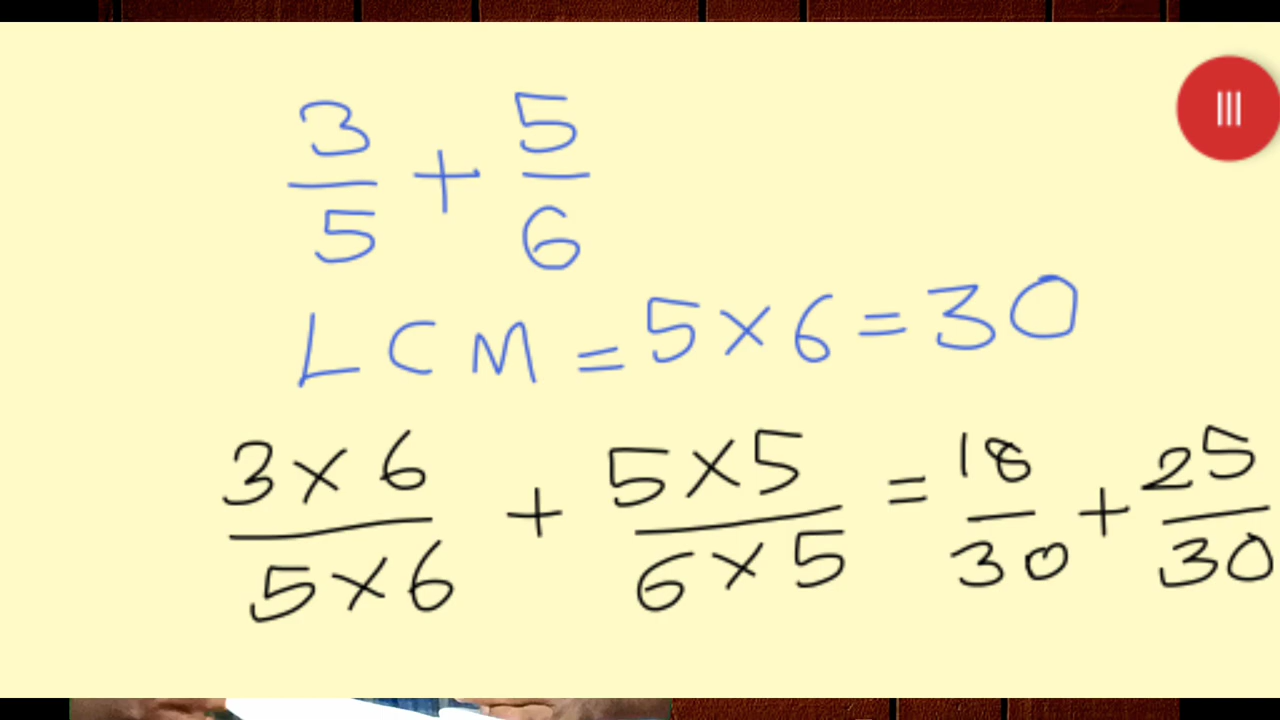 3/5 + 5/6
LCM = 5 × 6 = 30
3 × 6 / 5 × 6 + 5 × 5 / 6 × 5 = 18/30 + 25/30